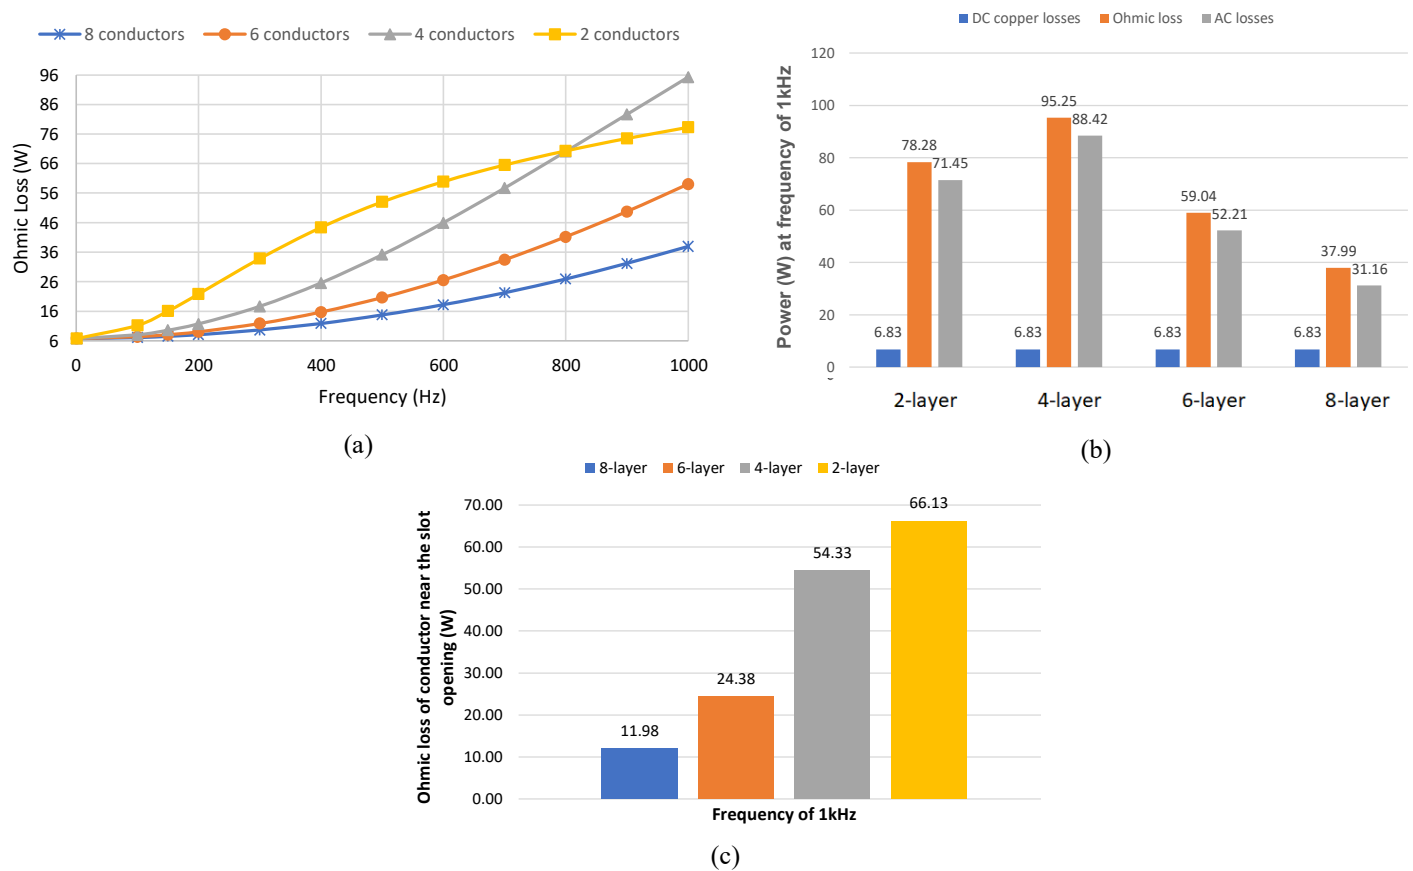 8 conductors 6 conductors 4 conductors 2 conductors
Ohmic Loss (W)
96
86
76
66
56
46
36
26
16
6
0 200 400 600 800 1000
Frequency (Hz)
(a)
DC copper losses Ohmic loss AC losses
Power (W) at frequency of 1kHz
120
100
80
60
40
20
0
6.83 78.28 71.45
6.83 95.25 88.42
6.83 59.04 52.21
6.83 37.99 31.16
2-layer 4-layer 6-layer 8-layer
(b)
8-layer 6-layer 4-layer 2-layer
Ohmic loss of conductor near the slot
opening (W)
70.00
60.00
50.00
40.00
30.00
20.00
10.00
0.00
11.98 24.38 54.33 66.13
Frequency of 1kHz
(c)